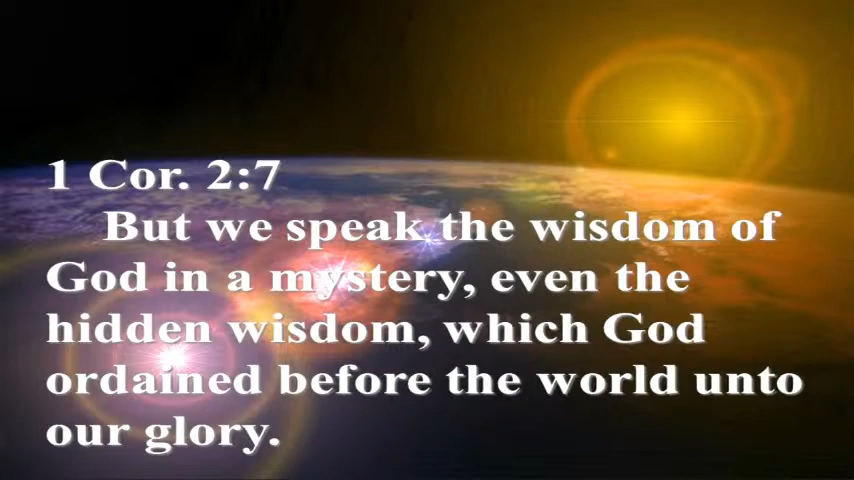 1 Cor. 2:7
But we speak the wisdom of
God in a mystery, even the
hidden wisdom, which God
ordained before the world unto
our glory.